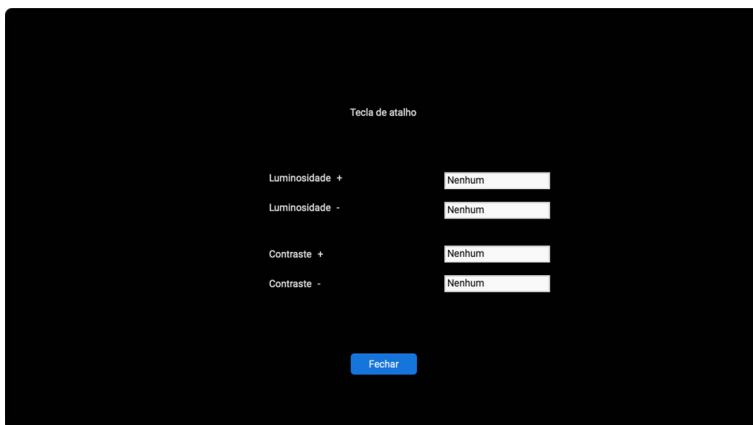 Tecla de atalho
Luminosidade + Nenhum
Luminosidade - Nenhum
Contraste + Nenhum
Contraste - Nenhum
Fechar